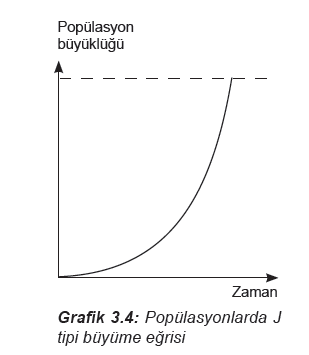 Popülasyon
büyüklüğü
Zaman
Grafik 3.4: Popülasyonlarda J
tipi büyüme eğrisi